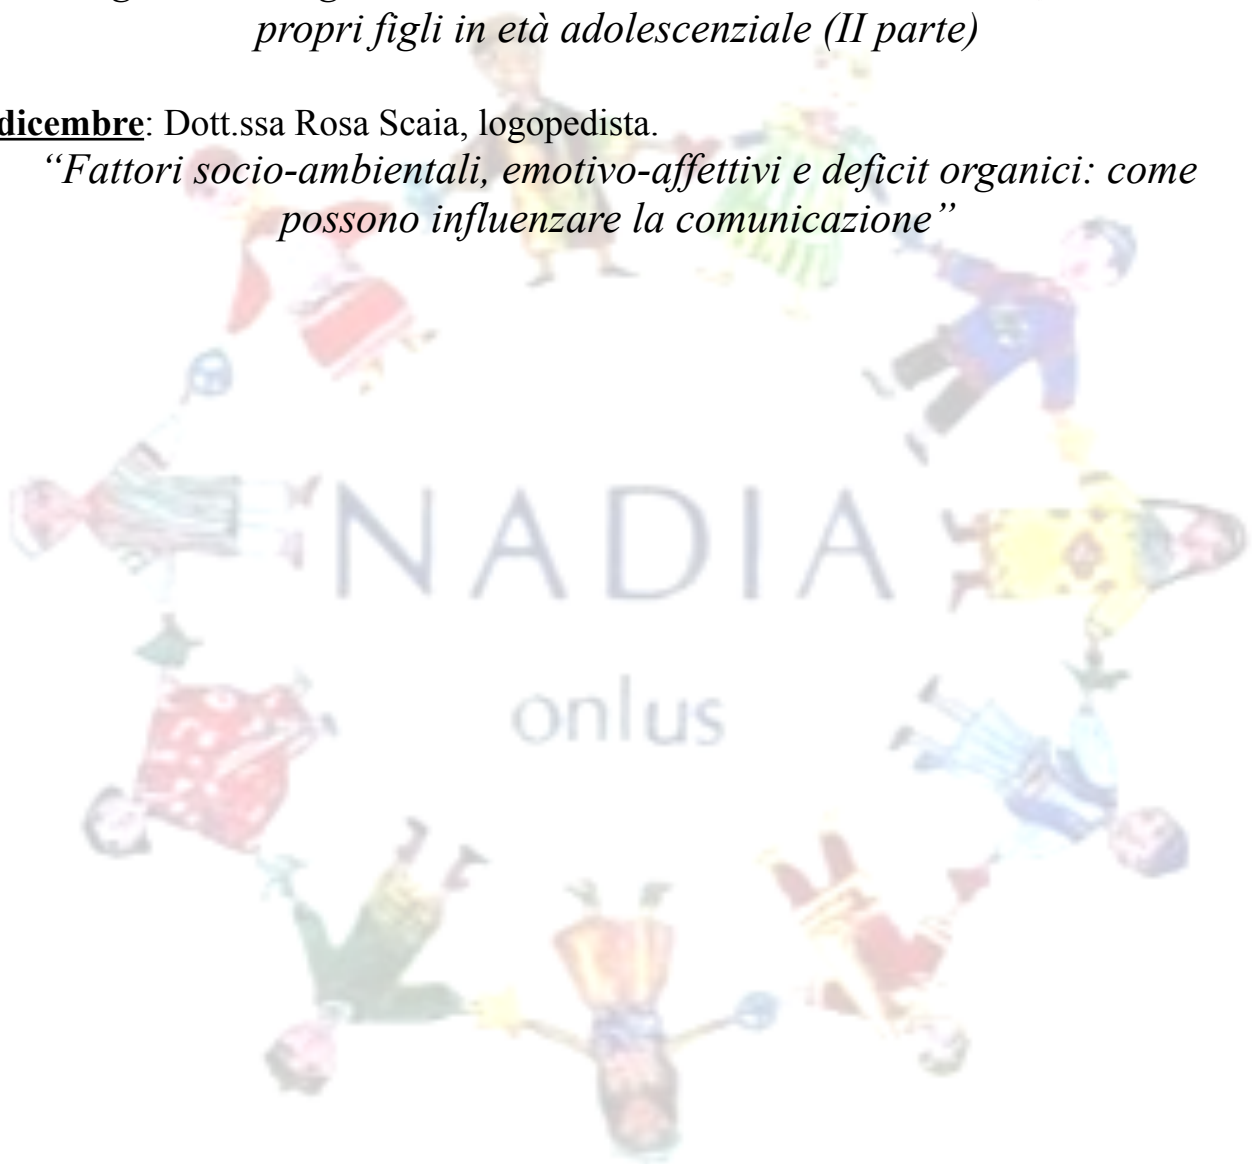 propri figli in età adolescenziale (II parte)
dicembre: Dott.ssa Rosa Scaia, logopedista.
“Fattori socio-ambientali, emotivo-affettivi e deficit organici: come
possono influenzare la comunicazione”
NADIA
onlus